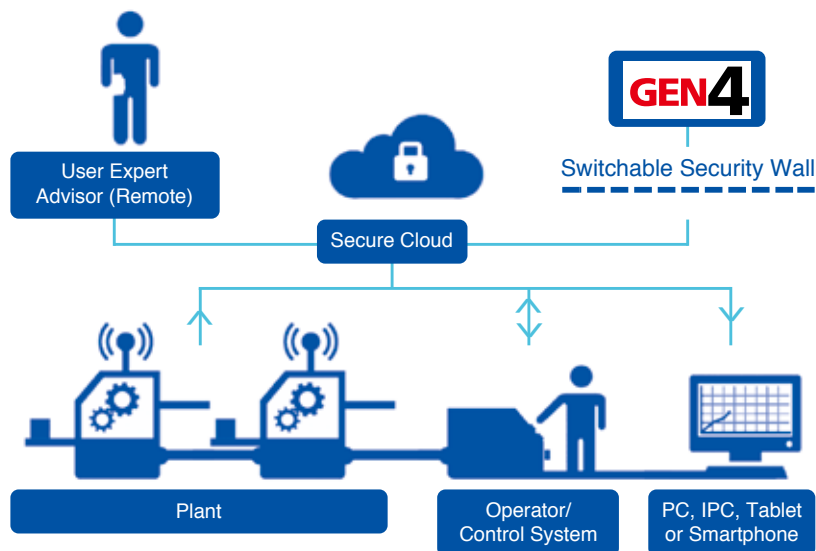 GEN4
User Expert
Advisor (Remote)
Switchable Security Wall
Secure Cloud
Plant
Operator/
Control System
PC, IPC, Tablet
or Smartphone